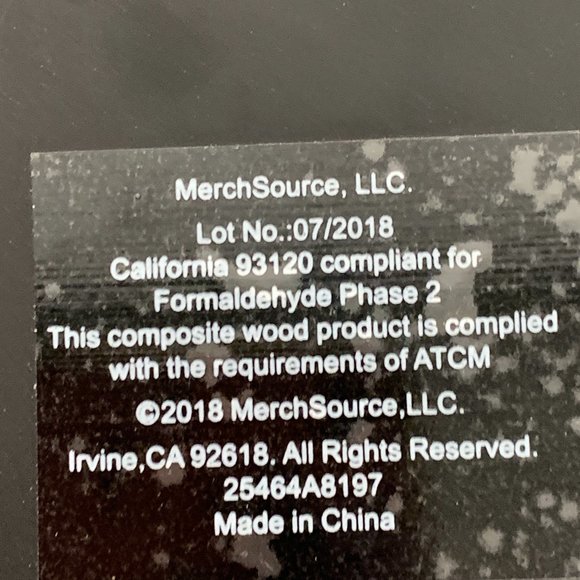 MerchSource, LLC.
Lot No.:07/2018
California 93120 compliant for
Formaldehyde Phase 2
This composite wood product is complied
with the requirements of ATCM
©2018 MerchSource,LLC.
Irvine,CA 92618. All Rights Reserved.
25464A8197
Made in China